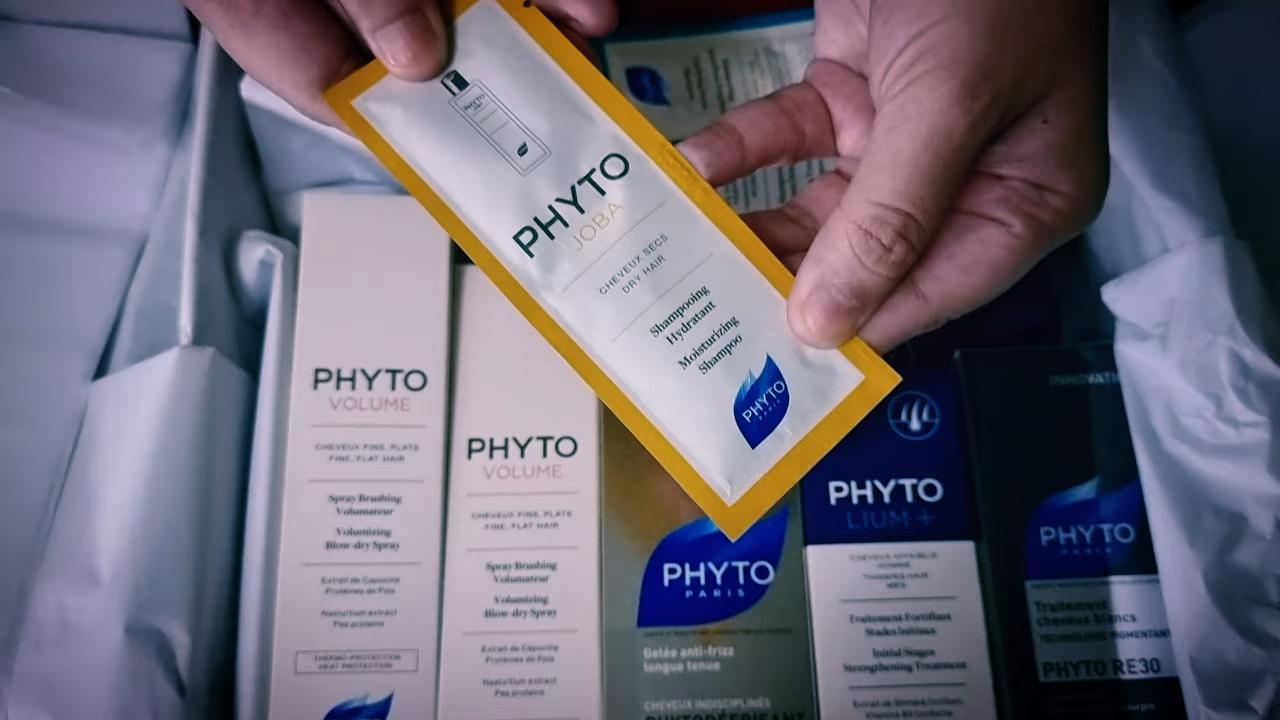 PHYTO
JOBA
CHEVEUX SECS
DRY HAIR
Shampooing
Hydratant
Moisturizing
Shampoo
PHYTO
PARIS
PHYTO
VOLUME
CHEVEUX FINS, PLATS
FINE, FLAT HAIR
Spray Brushing
Volumateur
Volumizing
Blow-dry Spray
Extrait de Capucine
Protéines de Pois
Nasturtium extract
Pea proteins
THERMO-PROTECTION
HEAT PROTECTION
PHYTO
VOLUME
CHEVEUX FINS, PLATS
FINE, FLAT HAIR
Spray Brushing
Volumateur
Volumizing
Blow-dry Spray
Extrait de Capucine
Protéines de Pois
Nasturtium extract
Pea proteins
PHYTO
PARIS
Gelée anti-frizz
longue tenue
CHEVEUX INDISCIPLINÉS
PHYTODÉFRISANT
PHYTO
LIUM +
THINNING HAIR
MEN
Traitement Fortifiant
Stades Initiaux
Initial Stages
Strengthening Treatment
PHYTO
PARIS
Traitement
cheveux blancs
TECHNOLOGIE PIGMENTANT
PHYTO RE30